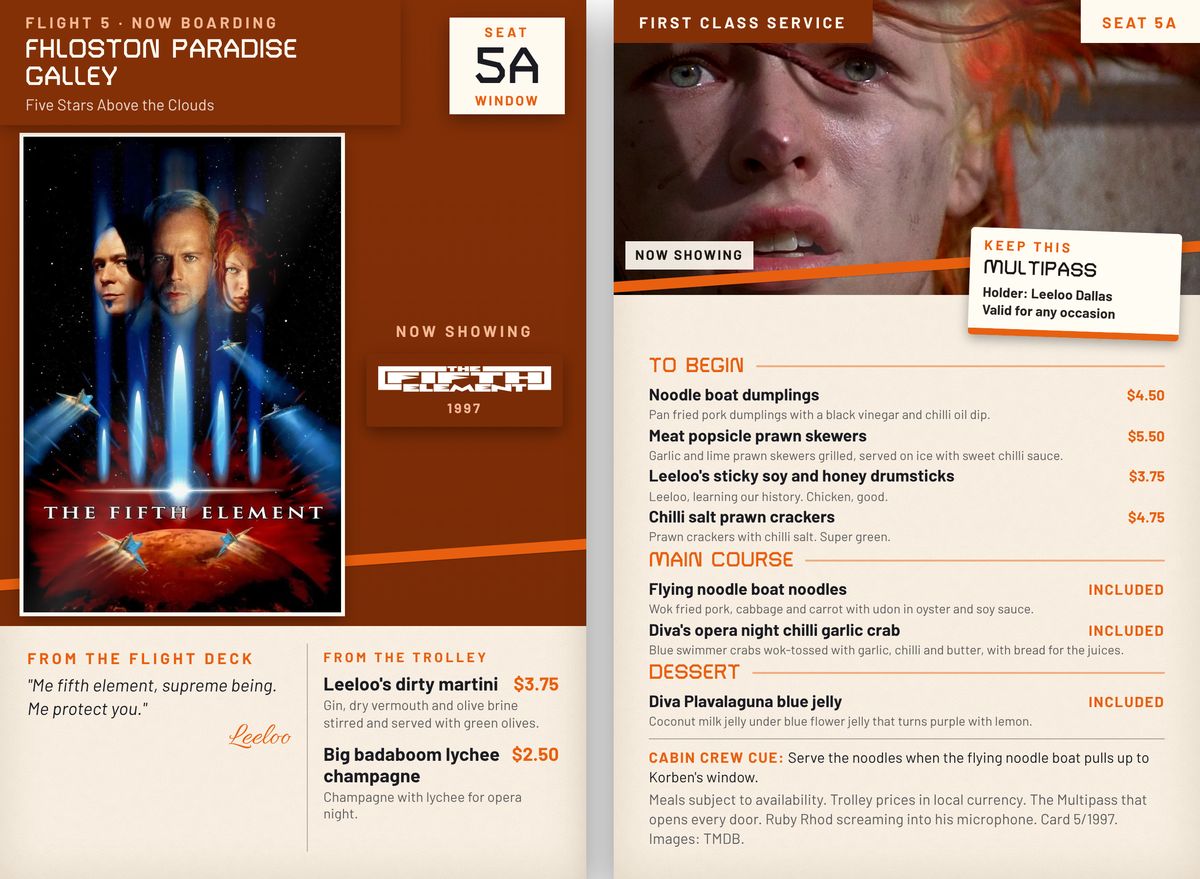 FLIGHT 5 · NOW BOARDING
FHLOSTON PARADISE
GALLEY
Five Stars Above the Clouds
SEAT
5A
WINDOW
THE FIFTH ELEMENT
NOW SHOWING
THE
FIFTH
ELEMENT
1997
FROM THE FLIGHT DECK
"Me fifth element, supreme being.
Me protect you."
Leeloo
FROM THE TROLLEY
Leeloo's dirty martini $3.75
Gin, dry vermouth and olive brine
stirred and served with green olives.
Big badaboom lychee $2.50
champagne
Champagne with lychee for opera
night.
FIRST CLASS SERVICE
SEAT 5A
NOW SHOWING
KEEP THIS
MULTIPASS
Holder: Leeloo Dallas
Valid for any occasion
TO BEGIN
Noodle boat dumplings $4.50
Pan fried pork dumplings with a black vinegar and chilli oil dip.
Meat popsicle prawn skewers $5.50
Garlic and lime prawn skewers grilled, served on ice with sweet chilli sauce.
Leeloo's sticky soy and honey drumsticks $3.75
Leeloo, learning our history. Chicken, good.
Chilli salt prawn crackers $4.75
Prawn crackers with chilli salt. Super green.
MAIN COURSE
Flying noodle boat noodles INCLUDED
Wok fried pork, cabbage and carrot with udon in oyster and soy sauce.
Diva's opera night chilli garlic crab INCLUDED
Blue swimmer crabs wok-tossed with garlic, chilli and butter, with bread for the juices.
DESSERT
Diva Plavalaguna blue jelly INCLUDED
Coconut milk jelly under blue flower jelly that turns purple with lemon.
CABIN CREW CUE: Serve the noodles when the flying noodle boat pulls up to
Korben's window.
Meals subject to availability. Trolley prices in local currency. The Multipass that
opens every door. Ruby Rhod screaming into his microphone. Card 5/1997.
Images: TMDB.